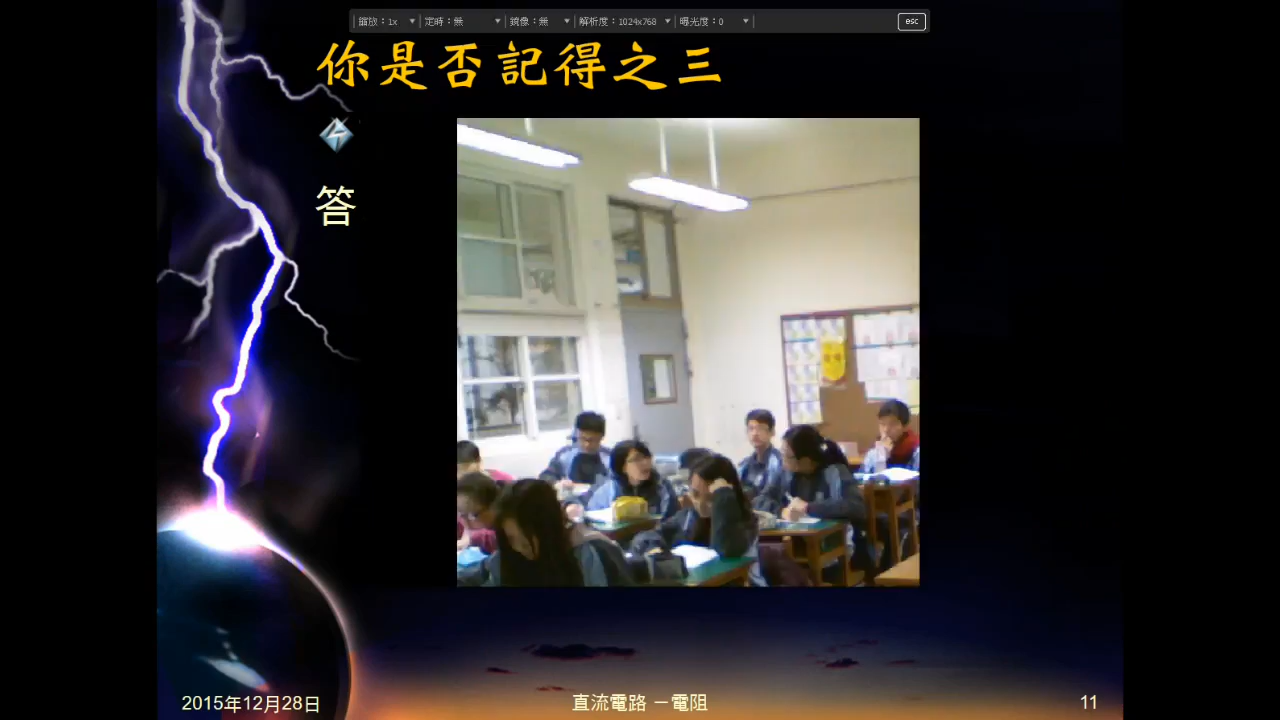 縮放：1x 定時：無 鏡像：無 解析度：1024x768 曝光度：0 esc
你是否記得之三
答
2015年12月28日 直流電路 －電阻 11